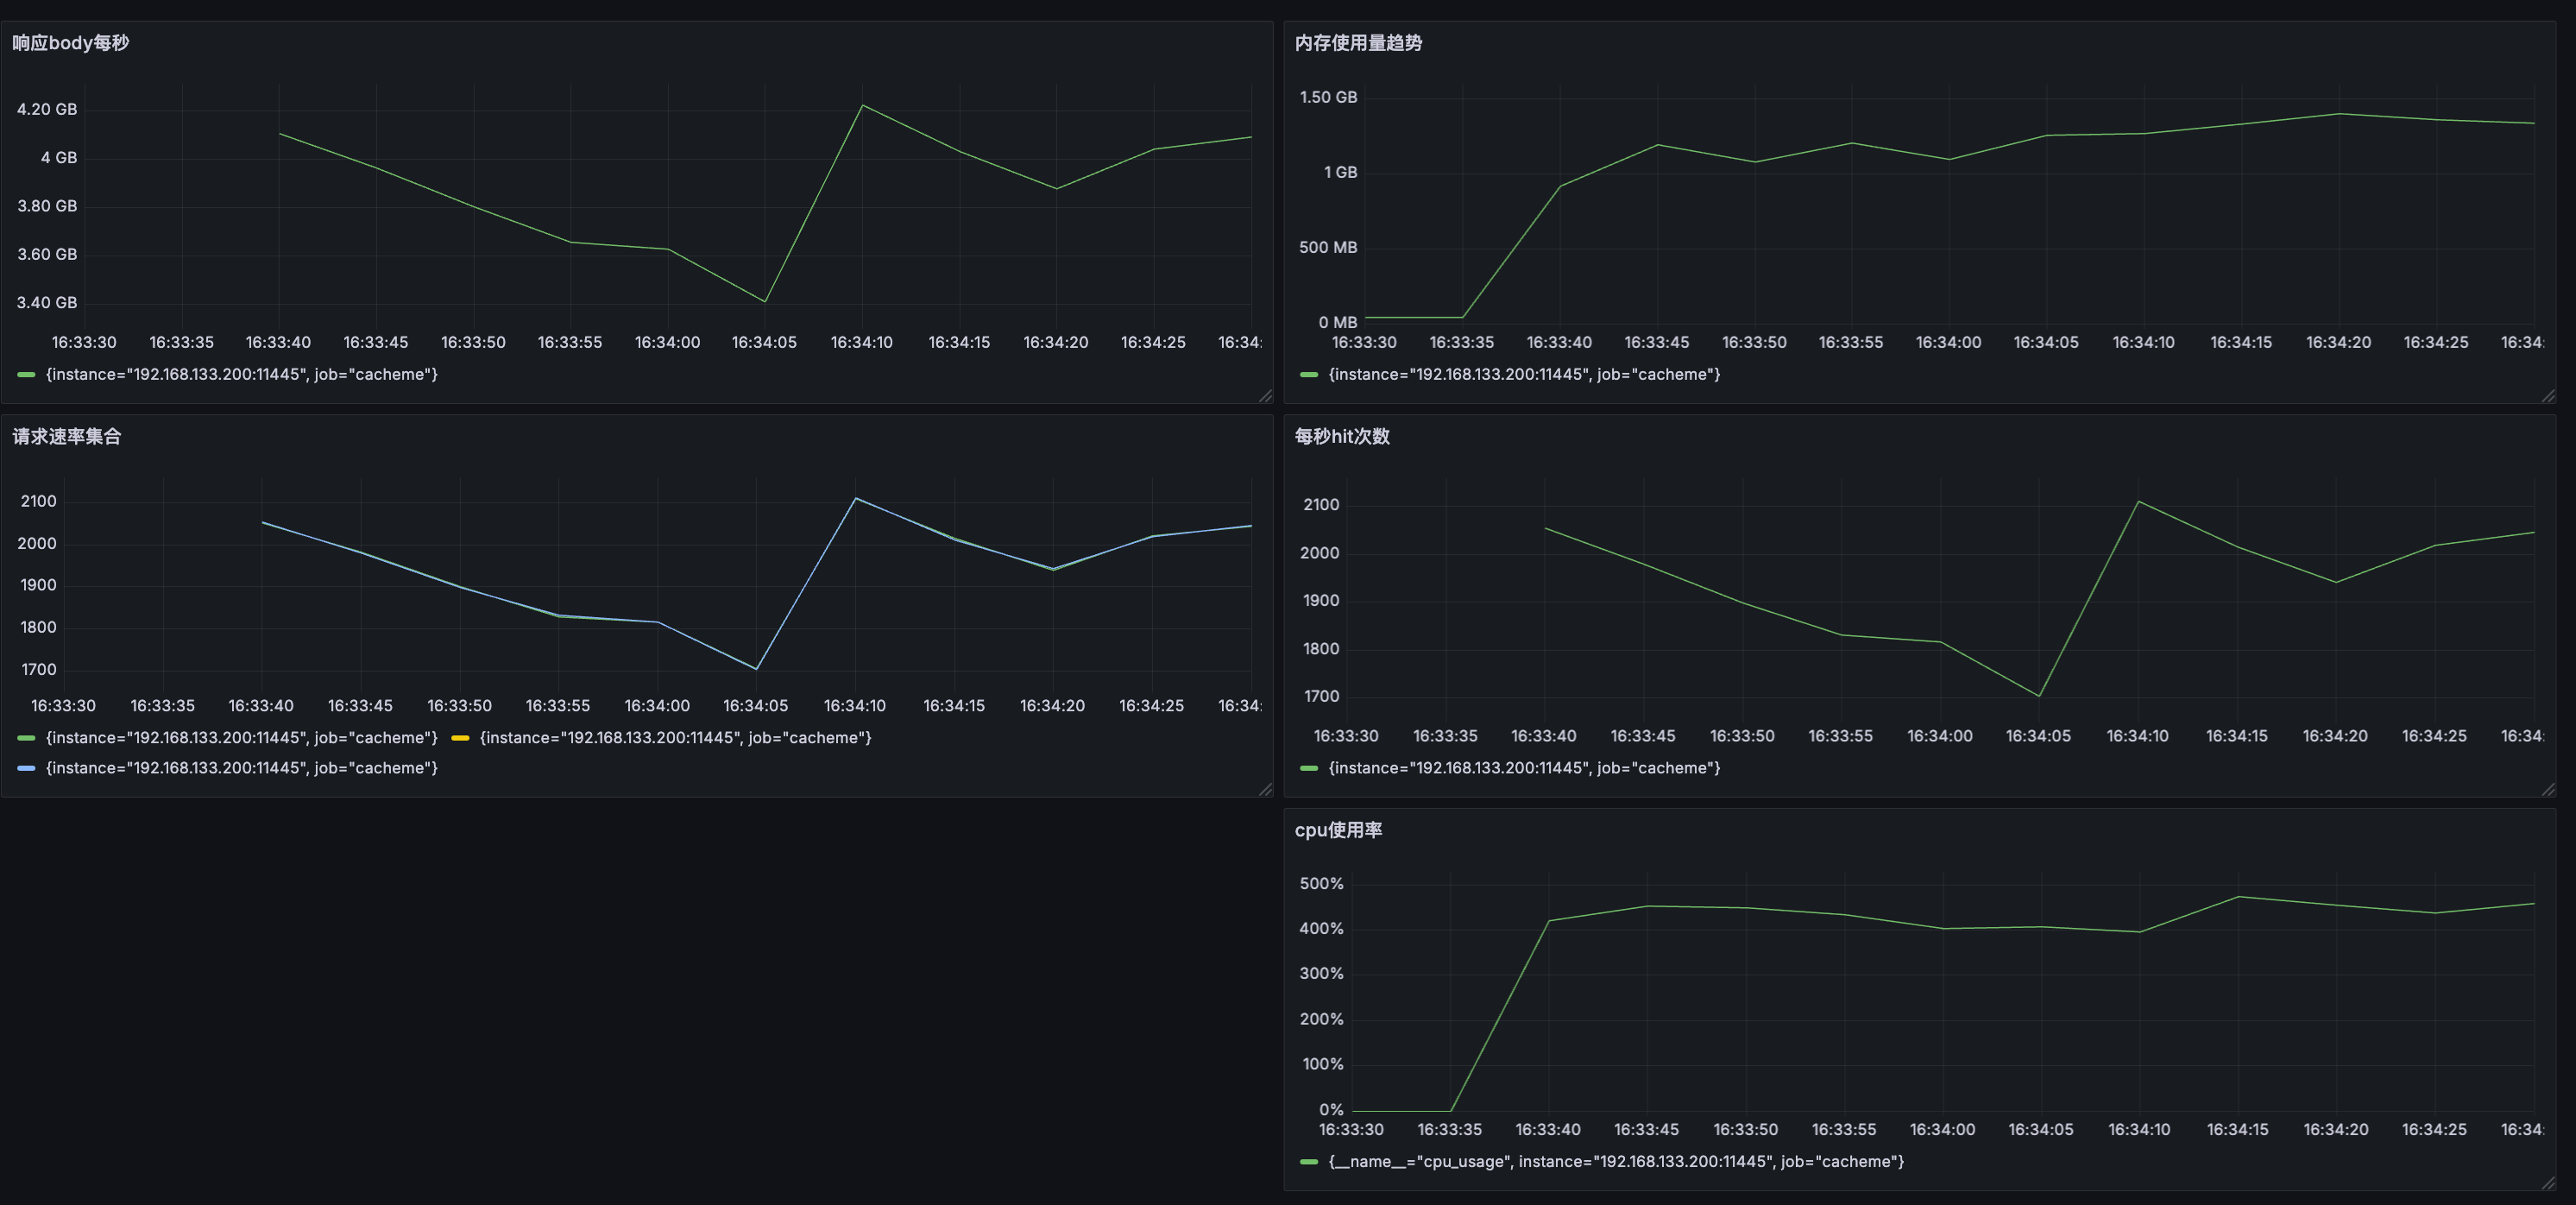 响应body每秒
4.20 GB
4 GB
3.80 GB
3.60 GB
3.40 GB
16:33:30 16:33:35 16:33:40 16:33:45 16:33:50 16:33:55 16:34:00 16:34:05 16:34:10 16:34:15 16:34:20 16:34:25 16:34:
{instance="192.168.133.200:11445", job="cacheme"}
内存使用量趋势
1.50 GB
1 GB
500 MB
0 MB
16:33:30 16:33:35 16:33:40 16:33:45 16:33:50 16:33:55 16:34:00 16:34:05 16:34:10 16:34:15 16:34:20 16:34:25 16:34:
{instance="192.168.133.200:11445", job="cacheme"}
请求速率集合
2100
2000
1900
1800
1700
16:33:30 16:33:35 16:33:40 16:33:45 16:33:50 16:33:55 16:34:00 16:34:05 16:34:10 16:34:15 16:34:20 16:34:25 16:34:
{instance="192.168.133.200:11445", job="cacheme"} {instance="192.168.133.200:11445", job="cacheme"}
{instance="192.168.133.200:11445", job="cacheme"}
每秒hit次数
2100
2000
1900
1800
1700
16:33:30 16:33:35 16:33:40 16:33:45 16:33:50 16:33:55 16:34:00 16:34:05 16:34:10 16:34:15 16:34:20 16:34:25 16:34:
{instance="192.168.133.200:11445", job="cacheme"}
cpu使用率
500%
400%
300%
200%
100%
0%
16:33:30 16:33:35 16:33:40 16:33:45 16:33:50 16:33:55 16:34:00 16:34:05 16:34:10 16:34:15 16:34:20 16:34:25 16:34:
{__name__="cpu_usage", instance="192.168.133.200:11445", job="cacheme"}